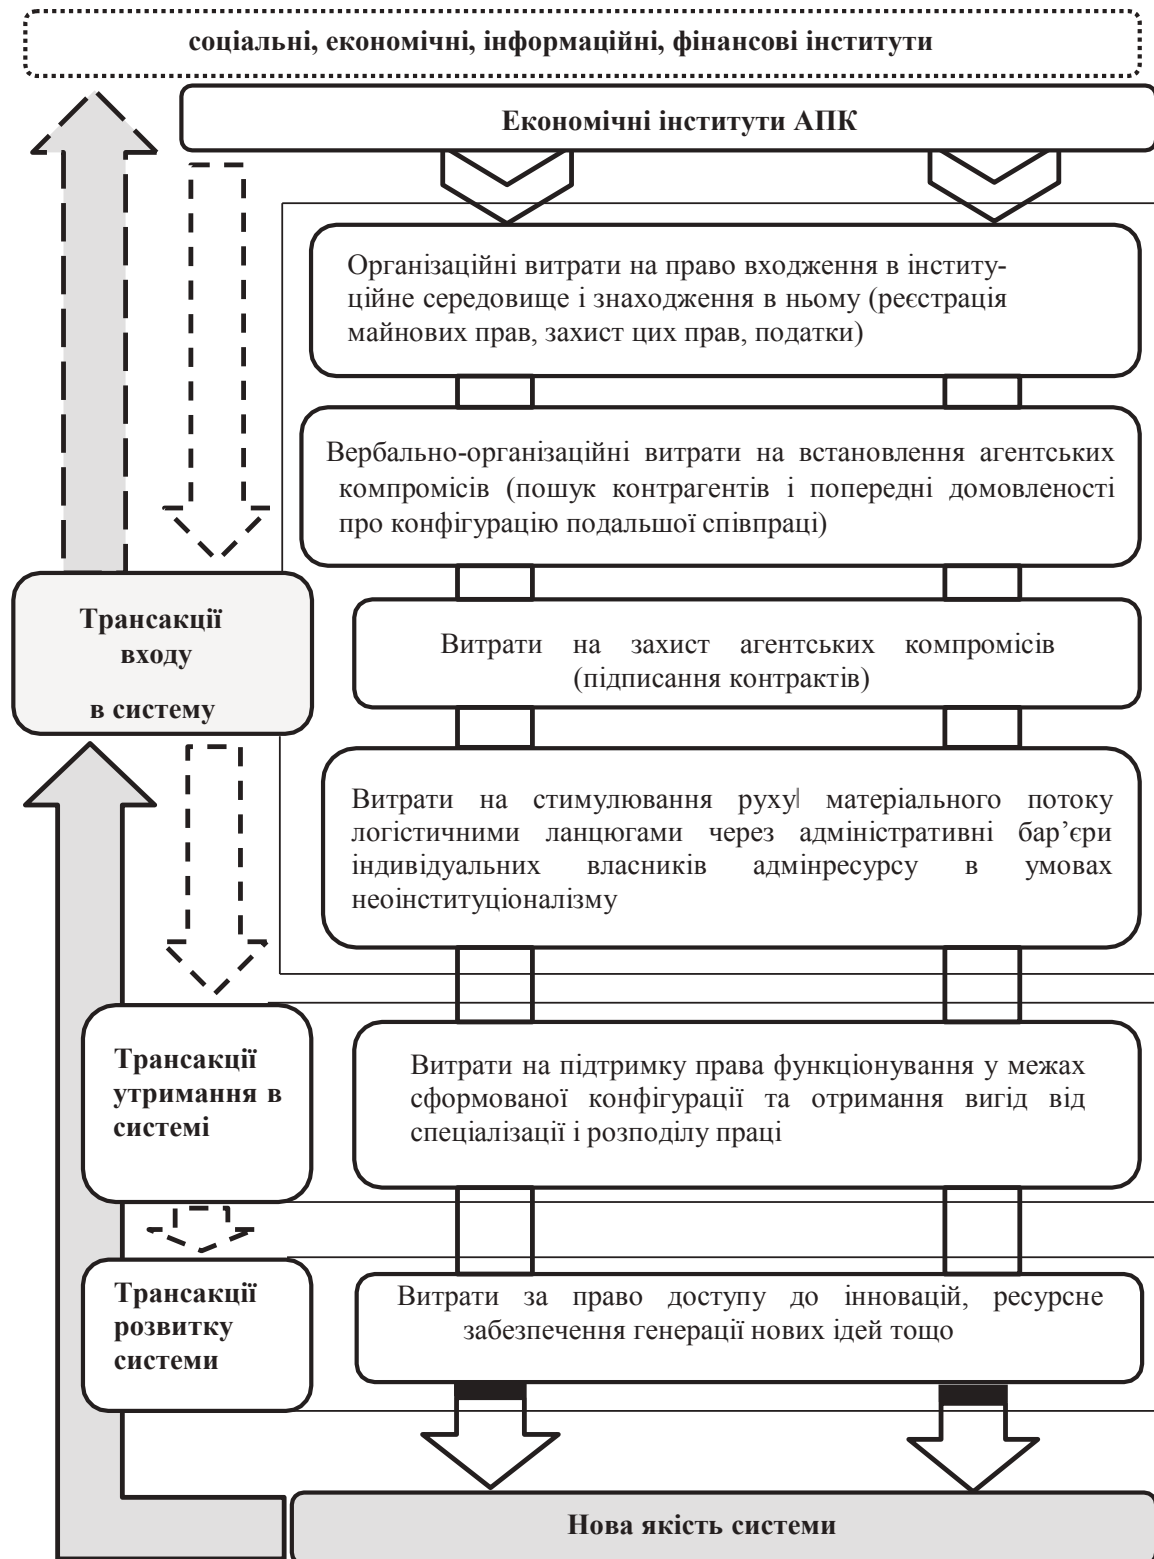 соціальні, економічні, інформаційні, фінансові інститути
Економічні інститути АПК
Організаційні витрати на право входження в інститу-
ційне середовище і знаходження в ньому (реєстрація
майнових прав, захист цих прав, податки)
Вербально-організаційні витрати на встановлення агентських
компромісів (пошук контрагентів і попередні домовленості
про конфігурацію подальшої співпраці)
Трансакції
входу
в систему
Витрати на захист агентських компромісів
(підписання контрактів)
Витрати на стимулювання руху матеріального потоку
логістичними ланцюгами через адміністративні бар’єри
індивідуальних власників адмінресурсу в умовах
неоінституціоналізму
Трансакції
утримання в
системі
Витрати на підтримку права функціонування у межах
сформованої конфігурації та отримання вигід від
спеціалізації і розподілу праці
Трансакції
розвитку
системи
Витрати за право доступу до інновацій, ресурсне
забезпечення генерації нових ідей тощо
Нова якість системи